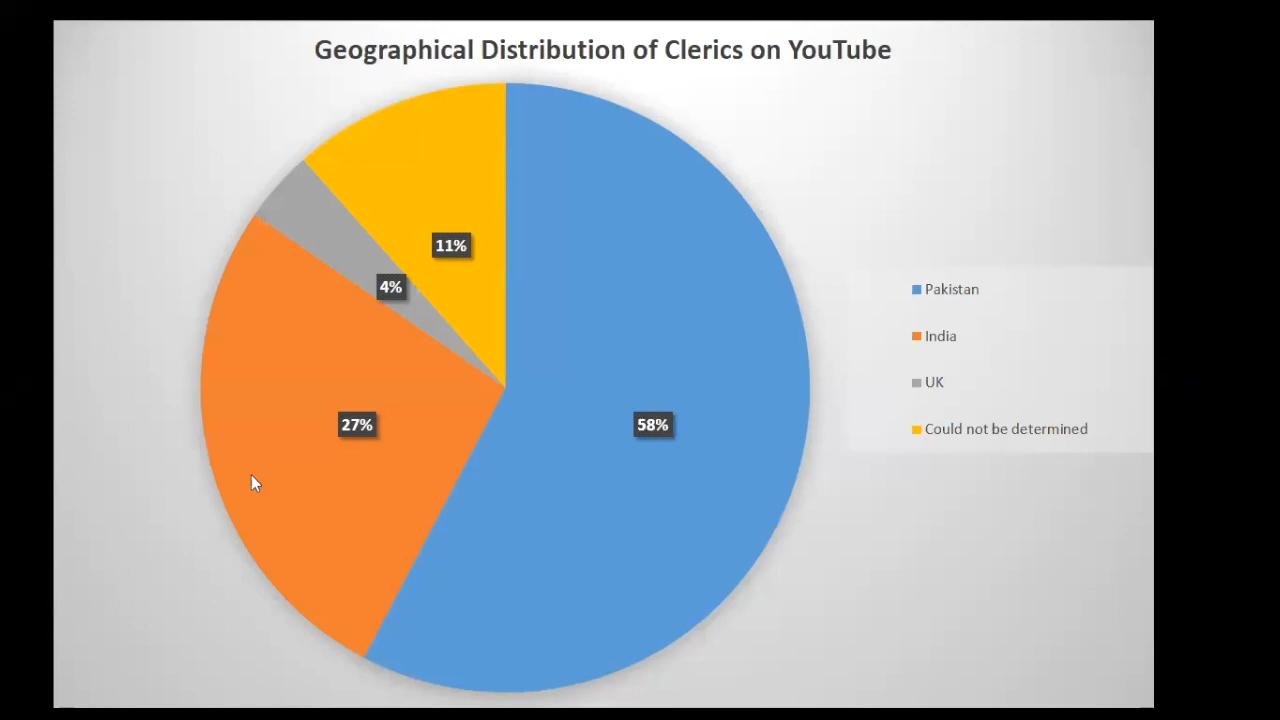 Geographical Distribution of Clerics on YouTube
11%
4%
27%
58%
Pakistan
India
UK
Could not be determined